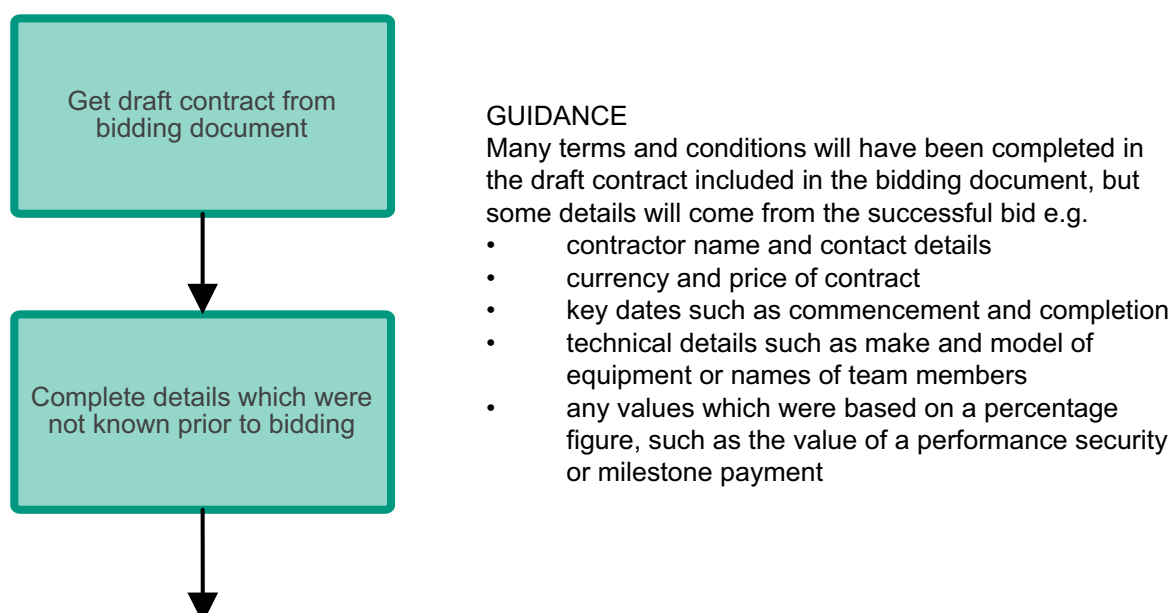 Get draft contract from
bidding document
GUIDANCE
Many terms and conditions will have been completed in
the draft contract included in the bidding document, but
some details will come from the successful bid e.g.
• contractor name and contact details
• currency and price of contract
• key dates such as commencement and completion
• technical details such as make and model of
equipment or names of team members
• any values which were based on a percentage
figure, such as the value of a performance security
or milestone payment
Complete details which were
not known prior to bidding